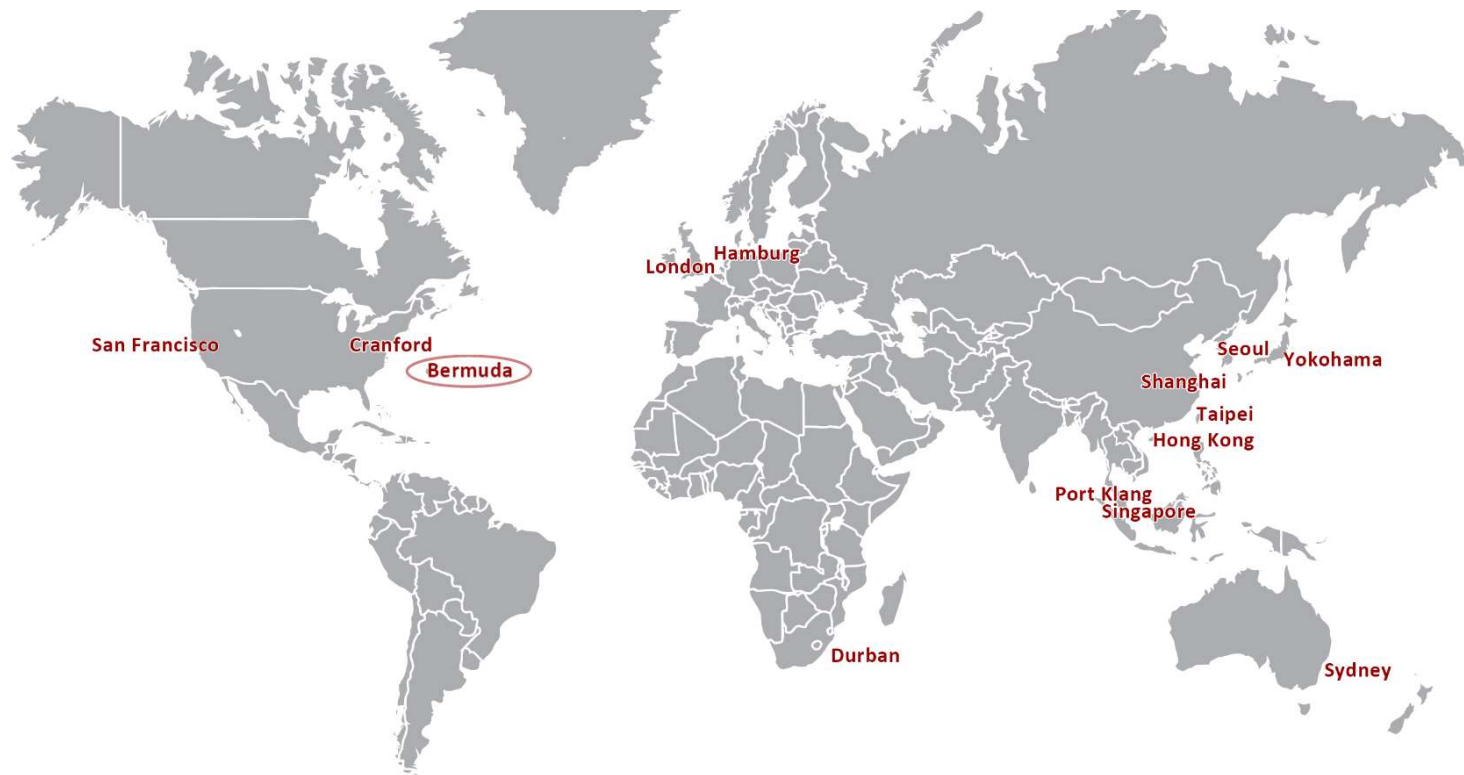 Hamburg
London
San Francisco
Cranford
Bermuda
Seoul
Yokohama
Shanghai
Taipei
Hong Kong
Port Klang
Singapore
Durban
Sydney